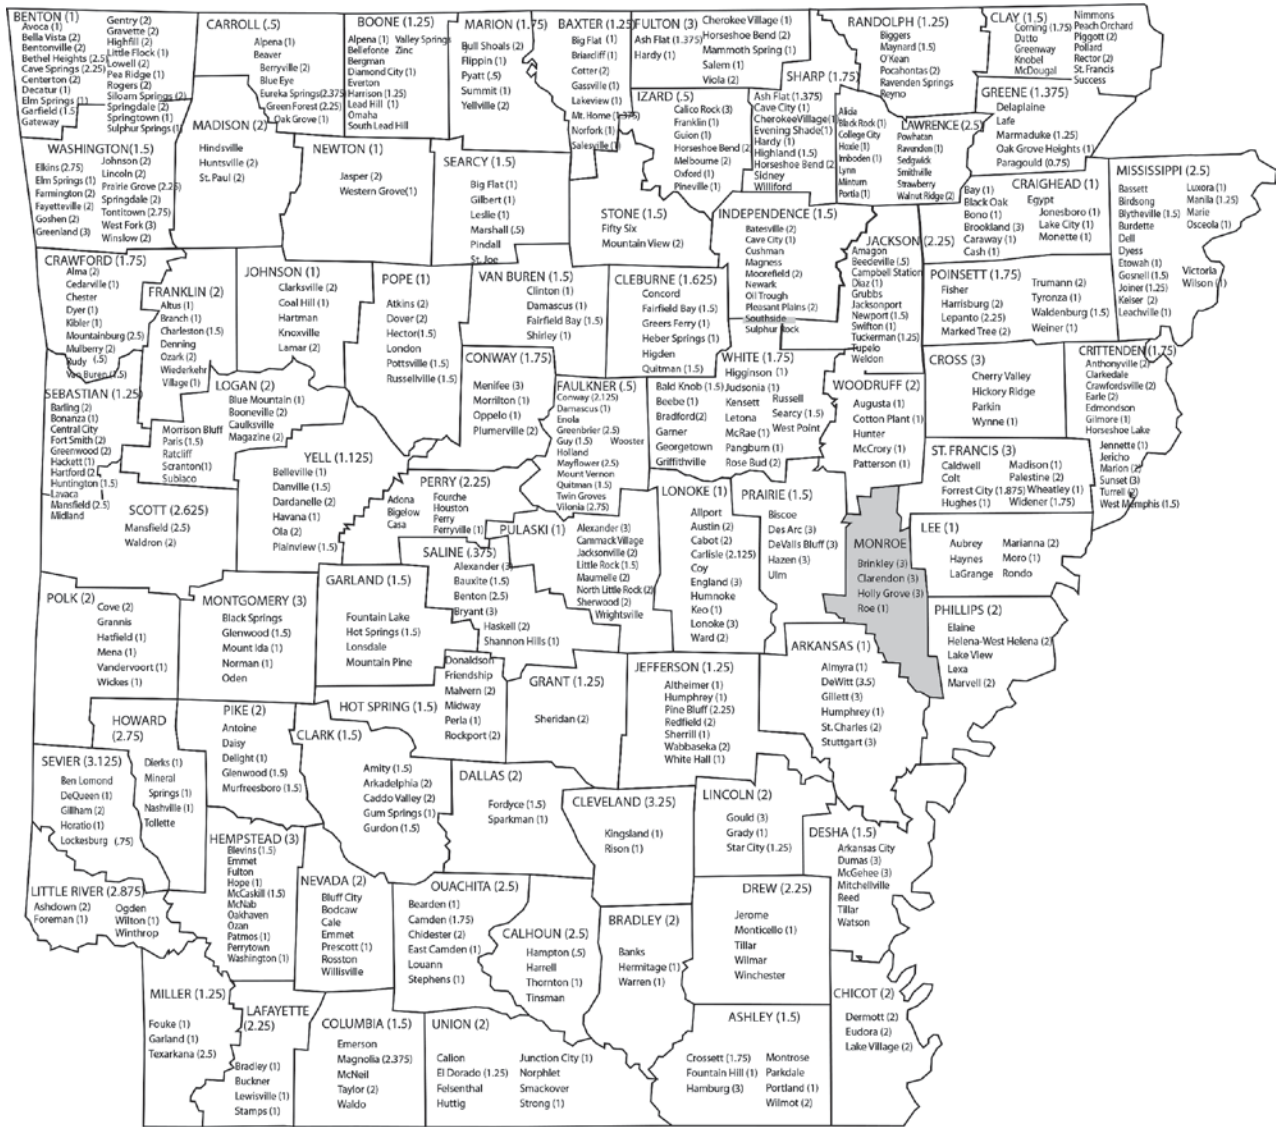 BENTON (1)
Avoca (1)
Bella Vista (2)
Bentonville (2)
Bethel Heights (2.5)
Cave Springs (2.25)
Centerton (2)
Decatur (1)
Elm Springs (1)
Garfield (1.5)
Gateway
Gentry (2)
Gravette (2)
Highfill (2)
Little Flock (1)
Lowell (2)
Pea Ridge (1)
Rogers (2)
Siloam Springs (2)
Springdale (2)
Springtown (1)
Sulphur Springs (1)
CARROLL (.5)
Alpena (1)
Beaver
Berryville (2)
Blue Eye
Eureka Springs(2.375)
Green Forest (2.25)
Oak Grove (1)
BOONE (1.25)
Alpena (1)
Bellefonte
Bergman
Diamond City (1)
Everton
Harrison (1.25)
Lead Hill (1)
Omaha
South Lead Hill
Valley Springs
Zinc
MARION (1.75)
Bull Shoals (2)
Flippin (1)
Pyatt (.5)
Summit (1)
Yellville (2)
BAXTER (1.25)
Big Flat (1)
Briarcliff (1)
Cotter (2)
Gassville (1)
Lakeview (1)
Mt. Home (1.375)
Norfork (1)
Salesville (1)
FULTON (3)
Ash Flat (1.375)
Hardy (1)
Cherokee Village (1)
Horseshoe Bend (2)
Mammoth Spring (1)
Salem (1)
Viola (2)
SHARP (1.75)
Ash Flat (1.375)
Cave City (1)
CherokeeVillage(1)
Evening Shade(1)
Hardy (1)
Highland (1.5)
Horseshoe Bend (2)
Sidney
Williford
RANDOLPH (1.25)
Biggers
Maynard (1.5)
O'Kean
Pocahontas (2)
Ravenden Springs
Reyno
CLAY (1.5)
Corning (1.75)
Datto
Greenway
Knobel
McDougal
Nimmons
Peach Orchard
Piggott (2)
Pollard
Rector (2)
St. Francis
Success
GREENE (1.375)
Delaplaine
Lafe
Marmaduke (1.25)
Oak Grove Heights (1)
Paragould (0.75)
IZARD (.5)
Calico Rock (3)
Franklin (1)
Guion (1)
Horseshoe Bend (2)
Melbourne (2)
Oxford (1)
Pineville (1)
LAWRENCE (2.5)
Alicia
Black Rock (1)
College City
Hoxie (1)
Imboden (1)
Lynn
Minturn
Portia (1)
Powhatan
Ravenden (1)
Sedgwick
Smithville
Strawberry
Walnut Ridge (2)
MADISON (2)
Hindsville
Huntsville (2)
St. Paul (2)
WASHINGTON(1.5)
Elkins (2.75)
Elm Springs (1)
Farmington (2)
Fayetteville (2)
Goshen (2)
Greenland (3)
Johnson (2)
Lincoln (2)
Prairie Grove (2.25)
Springdale (2)
Tontitown (2.75)
West Fork (3)
Winslow (2)
NEWTON (1)
Jasper (2)
Western Grove(1)
SEARCY (1.5)
Big Flat (1)
Gilbert (1)
Leslie (1)
Marshall (.5)
Pindall
St. Joe
STONE (1.5)
Fifty Six
Mountain View (2)
INDEPENDENCE (1.5)
Batesville (2)
Cave City (1)
Cushman
Magness
Moorefield (2)
Newark
Oil Trough
Pleasant Plains (2)
Southside
Sulphur Rock
CRAIGHEAD (1)
Bay (1)
Black Oak
Bono (1)
Brookland (3)
Caraway (1)
Cash (1)
Egypt
Jonesboro (1)
Lake City (1)
Monette (1)
MISSISSIPPI (2.5)
Bassett
Birdsong
Blytheville (1.5)
Burdette
Dell
Dyess
Etowah (1)
Gosnell (1.5)
Joiner (1.25)
Keiser (2)
Leachville (1)
Luxora (1)
Manila (1.25)
Marie
Osceola (1)
Victoria
Wilson (1)
JACKSON (2.25)
Amagon
Beedeville (.5)
Campbell Station
Diaz (1)
Grubbs
Jacksonport
Newport (1.5)
Swifton (1)
Tuckerman (1.25)
Tupelo
Weldon
POINSETT (1.75)
Fisher
Harrisburg (2)
Lepanto (2.25)
Marked Tree (2)
Trumann (2)
Tyronza (1)
Waldenburg (1.5)
Weiner (1)
CRAWFORD (1.75)
Alma (2)
Cedarville (1)
Chester
Dyer (1)
Kibler (1)
Mountainburg (2.5)
Mulberry (2)
Rudy (.5)
Van Buren (1.5)
FRANKLIN (2)
Altus (1)
Branch (1)
Charleston (1.5)
Denning
Ozark (2)
Wiederkehr
Village (1)
JOHNSON (1)
Clarksville (2)
Coal Hill (1)
Hartman
Knoxville
Lamar (2)
POPE (1)
Atkins (2)
Dover (2)
Hector(1.5)
London
Pottsville (1.5)
Russellville (1.5)
VAN BUREN (1.5)
Clinton (1)
Damascus (1)
Fairfield Bay (1.5)
Shirley (1)
CLEBURNE (1.625)
Concord
Fairfield Bay (1.5)
Greers Ferry (1)
Heber Springs (1)
Higden
Quitman (1.5)
CONWAY (1.75)
Menifee (3)
Morrilton (1)
Oppelo (1)
Plumerville (2)
FAULKNER (.5)
Conway (2.125)
Damascus (1)
Enola
Greenbrier (2.5)
Guy (1.5)
Wooster
Holland
Mayflower (2.5)
Mount Vernon
Quitman (1.5)
Twin Groves
Vilonia (2.75)
WHITE (1.75)
Higginson (1)
Bald Knob (1.5)
Beebe (1)
Bradford(2)
Garner
Georgetown
Griffithville
Judsonia (1)
Kensett
Letona
McRae (1)
Pangburn (1)
Rose Bud (2)
Russell
Searcy (1.5)
West Point
WOODRUFF (2)
Augusta (1)
Cotton Plant (1)
Hunter
McCrory (1)
Patterson (1)
CROSS (3)
Cherry Valley
Hickory Ridge
Parkin
Wynne (1)
CRITTENDEN (1.75)
Anthonyville (2)
Clarkedale
Crawfordsville (2)
Earle (2)
Edmondson
Gilmore (1)
Horseshoe Lake
Jennette (1)
Jericho
Marion (2)
Sunset (3)
Turrell (2)
West Memphis (1.5)
SEBASTIAN (1.25)
Barling (2)
Bonanza (1)
Central City
Fort Smith (2)
Greenwood (2)
Hackett (1)
Hartford (2)
Huntington (1.5)
Lavaca
Mansfield (2.5)
Midland
LOGAN (2)
Blue Mountain (1)
Booneville (2)
Caulksville
Magazine (2)
Morrison Bluff
Paris (1.5)
Ratcliff
Scranton(1)
Subiaco
SCOTT (2.625)
Mansfield (2.5)
Waldron (2)
YELL (1.125)
Belleville (1)
Danville (1.5)
Dardanelle (2)
Havana (1)
Ola (2)
Plainview (1.5)
PERRY (2.25)
Adona
Bigelow
Casa
Fourche
Houston
Perry
Perryville (1)
PULASKI (1)
Alexander (3)
Cammack Village
Jacksonville (2)
Little Rock (1.5)
Maumelle (2)
North Little Rock (2)
Sherwood (2)
Wrightsville
LONOKE (1)
Allport
Austin (2)
Cabot (2)
Carlisle (2.125)
Coy
England (3)
Humnoke
Keo (1)
Lonoke (3)
Ward (2)
PRAIRIE (1.5)
Biscoe
Des Arc (3)
DeValls Bluff (3)
Hazen (3)
Ulm
ST. FRANCIS (3)
Caldwell
Colt
Forrest City (1.875)
Hughes (1)
Madison (1)
Palestine (2)
Wheatley (1)
Widener (1.75)
LEE (1)
Aubrey
Haynes
LaGrange
Marianna (2)
Moro (1)
Rondo
MONROE
Brinkley (3)
Clarendon (3)
Holly Grove (3)
Roe (1)
PHILLIPS (2)
Elaine
Helena-West Helena (2)
Lake View
Lexa
Marvell (2)
SALINE (.375)
Alexander (3)
Bauxite (1.5)
Benton (2.5)
Bryant (3)
Haskell (2)
Shannon Hills (1)
GARLAND (1.5)
Fountain Lake
Hot Springs (1.5)
Lonsdale
Mountain Pine
MONTGOMERY (3)
Black Springs
Glenwood (1.5)
Mount Ida (1)
Norman (1)
Oden
POLK (2)
Cove (2)
Grannis
Hatfield (1)
Mena (1)
Vandervoort (1)
Wickes (1)
HOT SPRING (1.5)
Donaldson
Friendship
Malvern (2)
Midway
Perla (1)
Rockport (2)
GRANT (1.25)
Sheridan (2)
JEFFERSON (1.25)
Altheimer (1)
Humphrey (1)
Pine Bluff (2.25)
Redfield (2)
Sherrill (1)
Wabbaseka (2)
White Hall (1)
ARKANSAS (1)
Almyra (1)
DeWitt (3.5)
Gillett (3)
Humphrey (1)
St. Charles (2)
Stuttgart (3)
HOWARD
(2.75)
Dierks (1)
Mineral
Springs (1)
Nashville (1)
Tollette
PIKE (2)
Antoine
Daisy
Delight (1)
Glenwood (1.5)
Murfreesboro (1.5)
CLARK (1.5)
Amity (1.5)
Arkadelphia (2)
Caddo Valley (2)
Gum Springs (1)
Gurdon (1.5)
DALLAS (2)
Fordyce (1.5)
Sparkman (1)
CLEVELAND (3.25)
Kingsland (1)
Rison (1)
LINCOLN (2)
Gould (3)
Grady (1)
Star City (1.25)
DESHA (1.5)
Arkansas City
Dumas (3)
McGehee (3)
Mitchellville
Reed
Tillar
Watson
SEVIER (3.125)
Ben Lomond
DeQueen (1)
Gillham (2)
Horatio (1)
Lockesburg (.75)
LITTLE RIVER (2.875)
Ashdown (2)
Foreman (1)
Ogden
Wilton (1)
Winthrop
HEMPSTEAD (3)
Blevins (1.5)
Emmet
Fulton
Hope (1)
McCaskill (1.5)
McNab
Oakhaven
Ozan
Patmos (1)
Perrytown
Washington (1)
NEVADA (2)
Bluff City
Bodcaw
Cale
Emmet
Prescott (1)
Rosston
Willisville
OUACHITA (2.5)
Bearden (1)
Camden (1.75)
Chidester (2)
East Camden (1)
Louann
Stephens (1)
CALHOUN (2.5)
Hampton (.5)
Harrell
Thornton (1)
Tinsman
BRADLEY (2)
Banks
Hermitage (1)
Warren (1)
DREW (2.25)
Jerome
Monticello (1)
Tillar
Wilmar
Winchester
MILLER (1.25)
Fouke (1)
Garland (1)
Texarkana (2.5)
LAFAYETTE
(2.25)
Bradley (1)
Buckner
Lewisville (1)
Stamps (1)
COLUMBIA (1.5)
Emerson
Magnolia (2.375)
McNeil
Taylor (2)
Waldo
UNION (2)
Calion
El Dorado (1.25)
Felsenthal
Huttig
Junction City (1)
Norphlet
Smackover
Strong (1)
ASHLEY (1.5)
Crossett (1.75)
Fountain Hill (1)
Hamburg (3)
Montrose
Parkdale
Portland (1)
Wilmot (2)
CHICOT (2)
Dermott (2)
Eudora (2)
Lake Village (2)